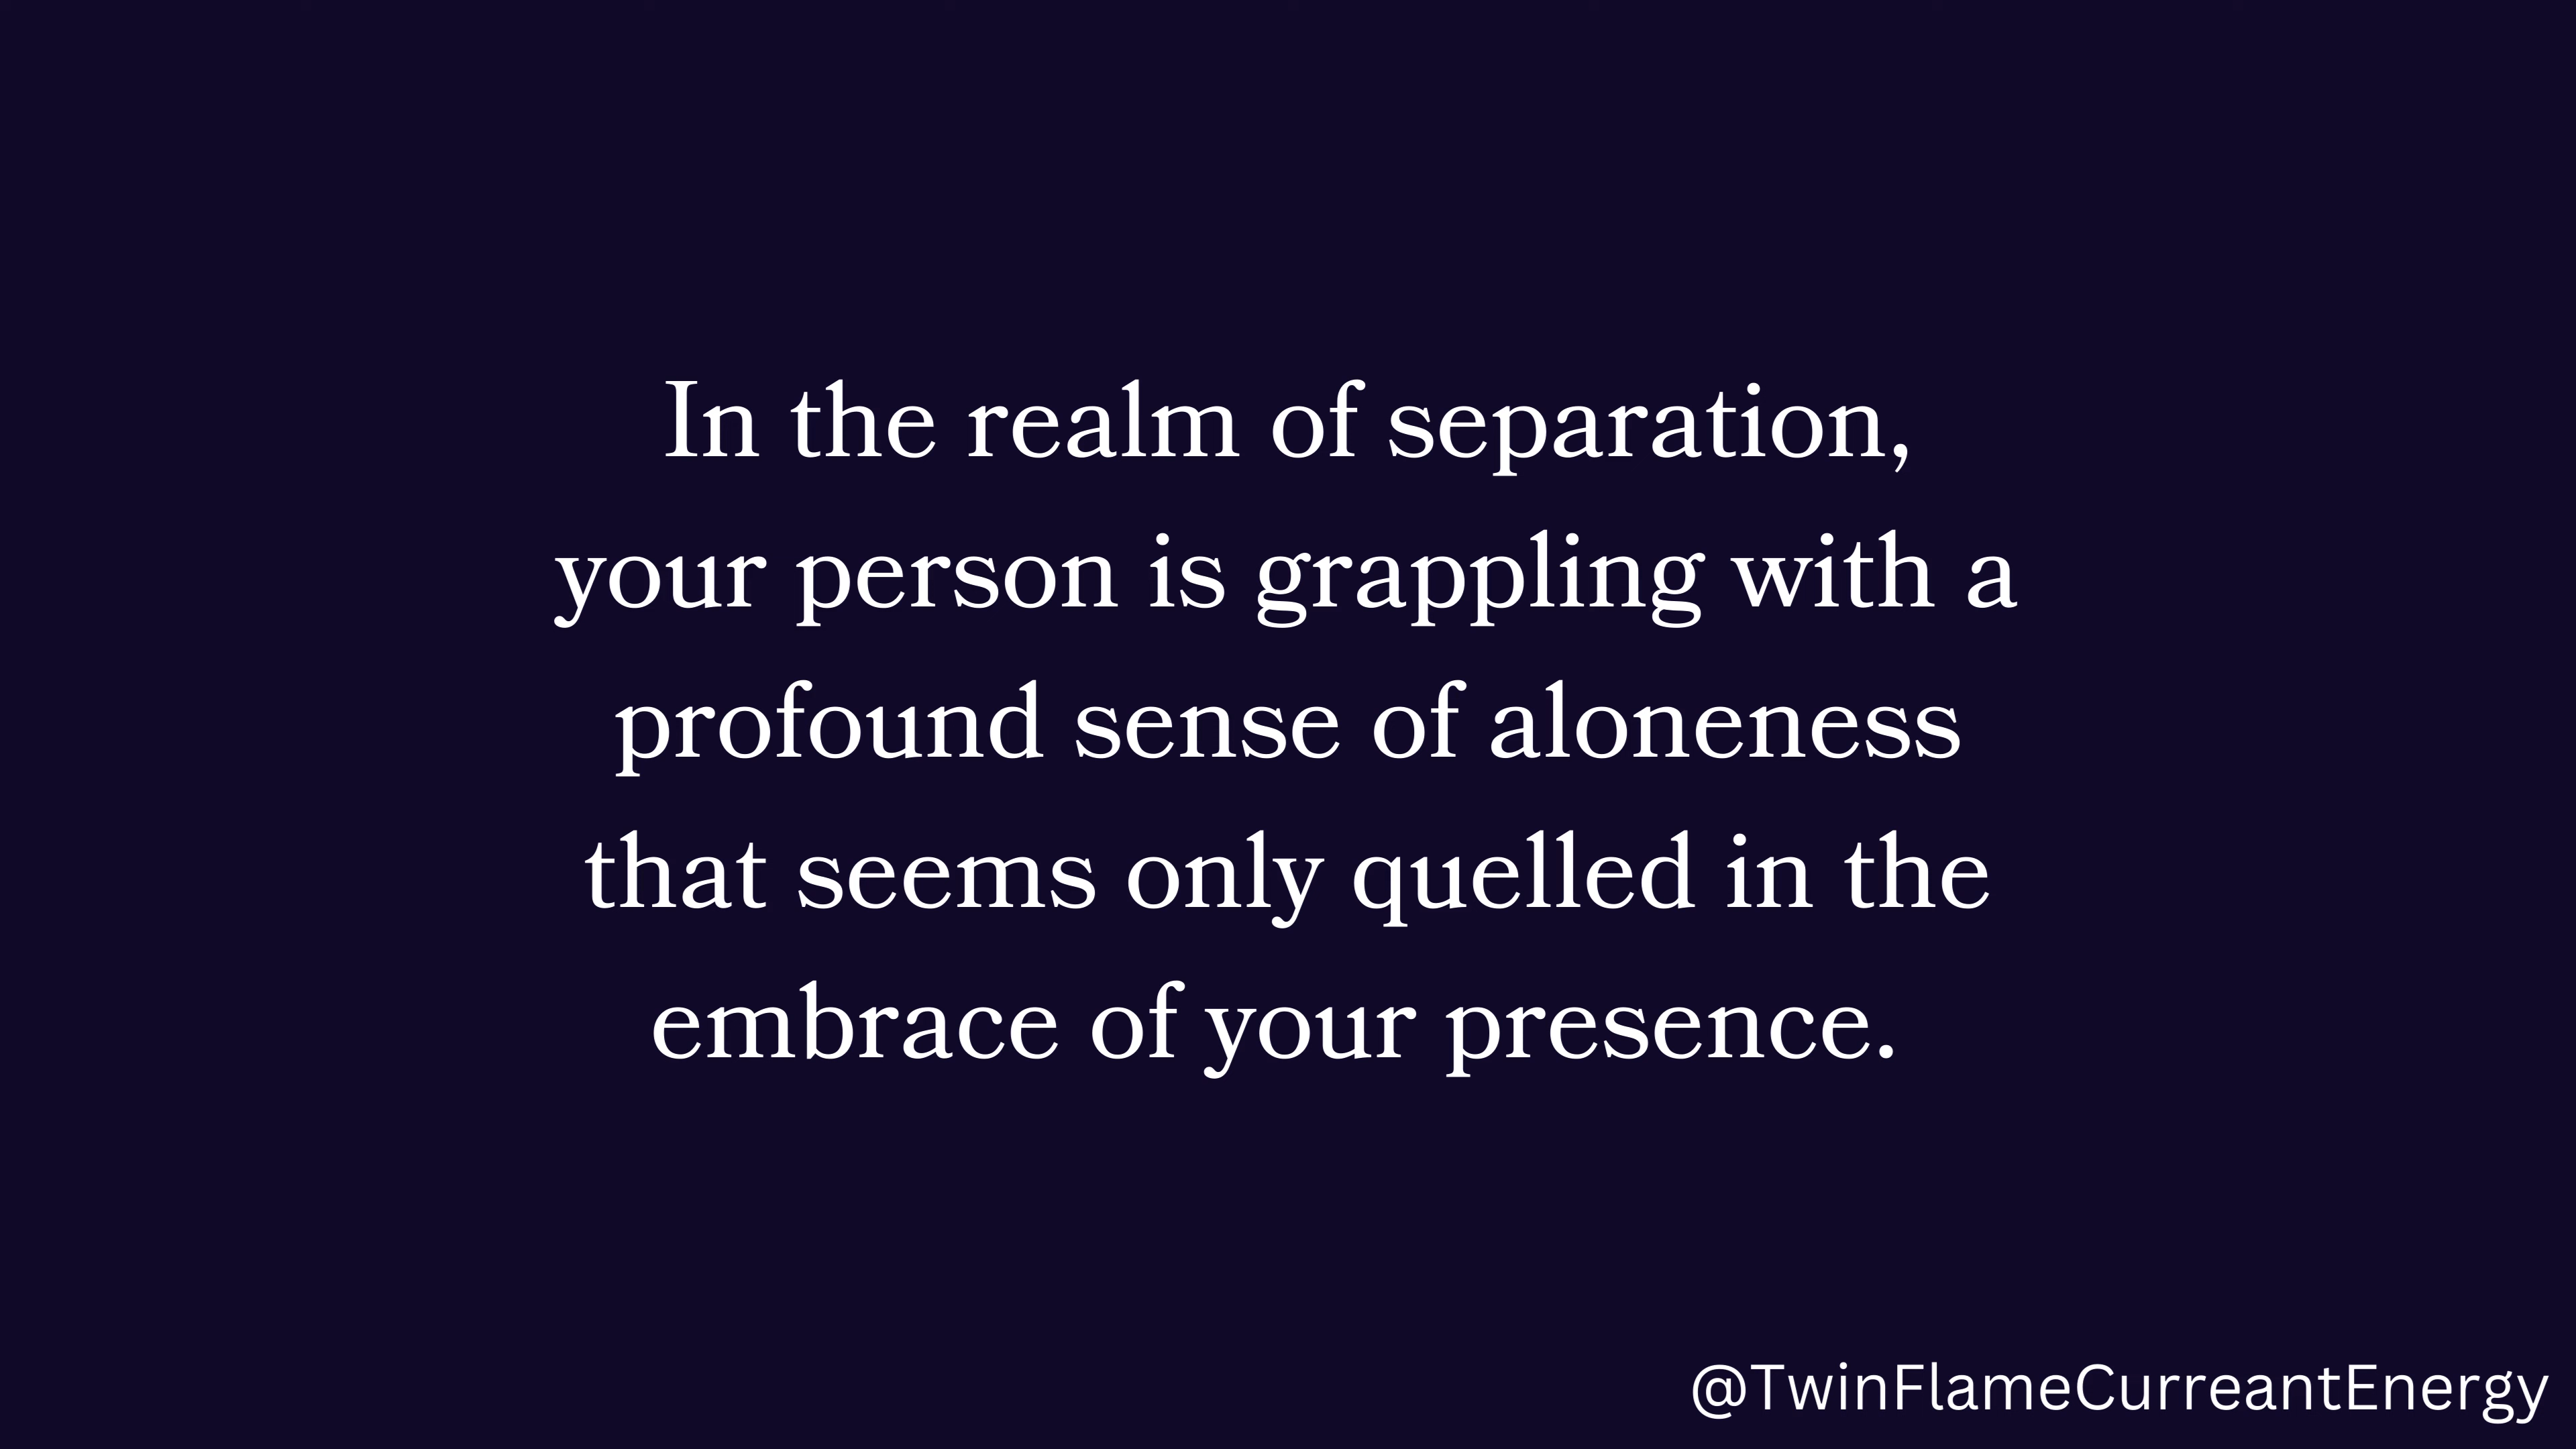 In the realm of separation,
your person is grappling with a
profound sense of aloneness
that seems only quelled in the
embrace of your presence.
@TwinFlameCurreantEnergy